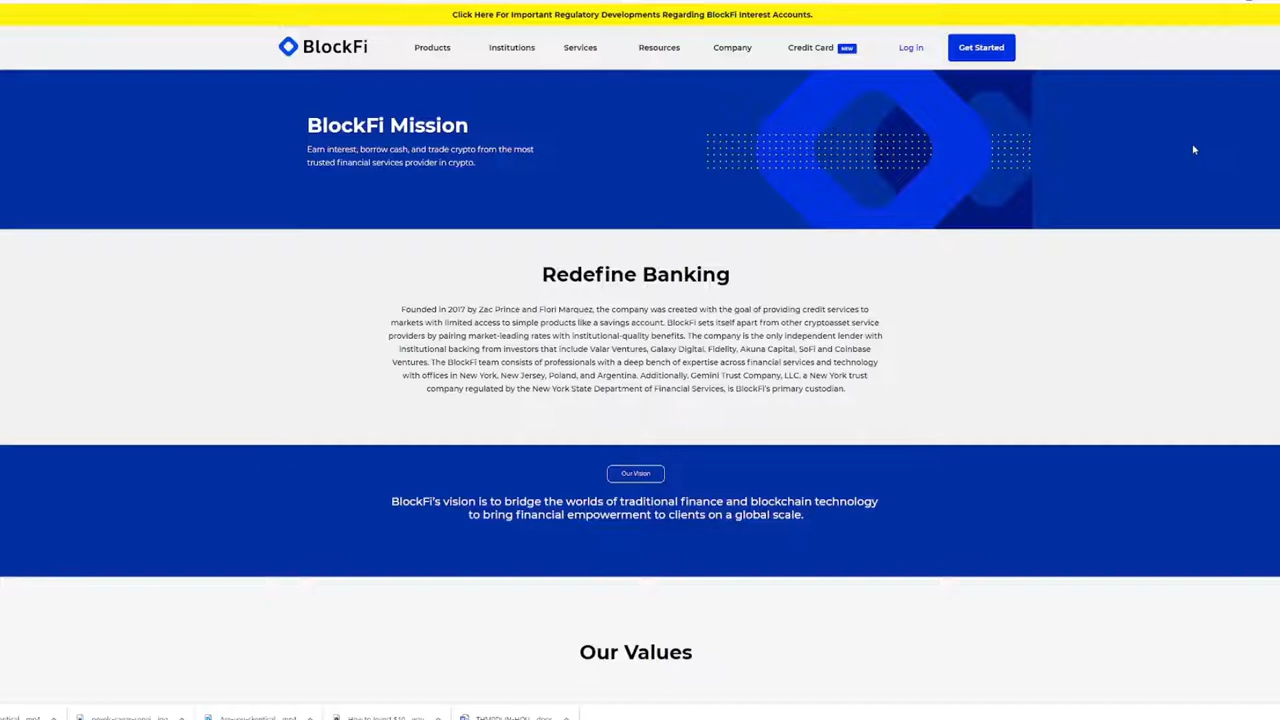 Click Here For Important Regulatory Developments Regarding BlockFi Interest Accounts.
BlockFi
Products
Institutions
Services
Resources
Company
Credit Card NEW
Log in
Get Started
BlockFi Mission
Earn interest, borrow cash, and trade crypto from the most
trusted financial services provider in crypto.
Redefine Banking
Founded in 2017 by Zac Prince and Flori Marquez, the company was created with the goal of providing credit services to
markets with limited access to simple products like a savings account. BlockFi sets itself apart from other cryptoasset service
providers by pairing market-leading rates with institutional-quality benefits. The company is the only independent lender with
institutional backing from investors that include Valar Ventures, Galaxy Digital, Fidelity, Akuna Capital, SoFi and Coinbase
Ventures. The BlockFi team consists of professionals with a deep bench of expertise across financial services and technology
with offices in New York, New Jersey, Poland, and Argentina. Additionally, Gemini Trust Company, LLC. a New York trust
company regulated by the New York State Department of Financial Services, is BlockFi's primary custodian.
Our Vision
BlockFi's vision is to bridge the worlds of traditional finance and blockchain technology
to bring financial empowerment to clients on a global scale.
Our Values